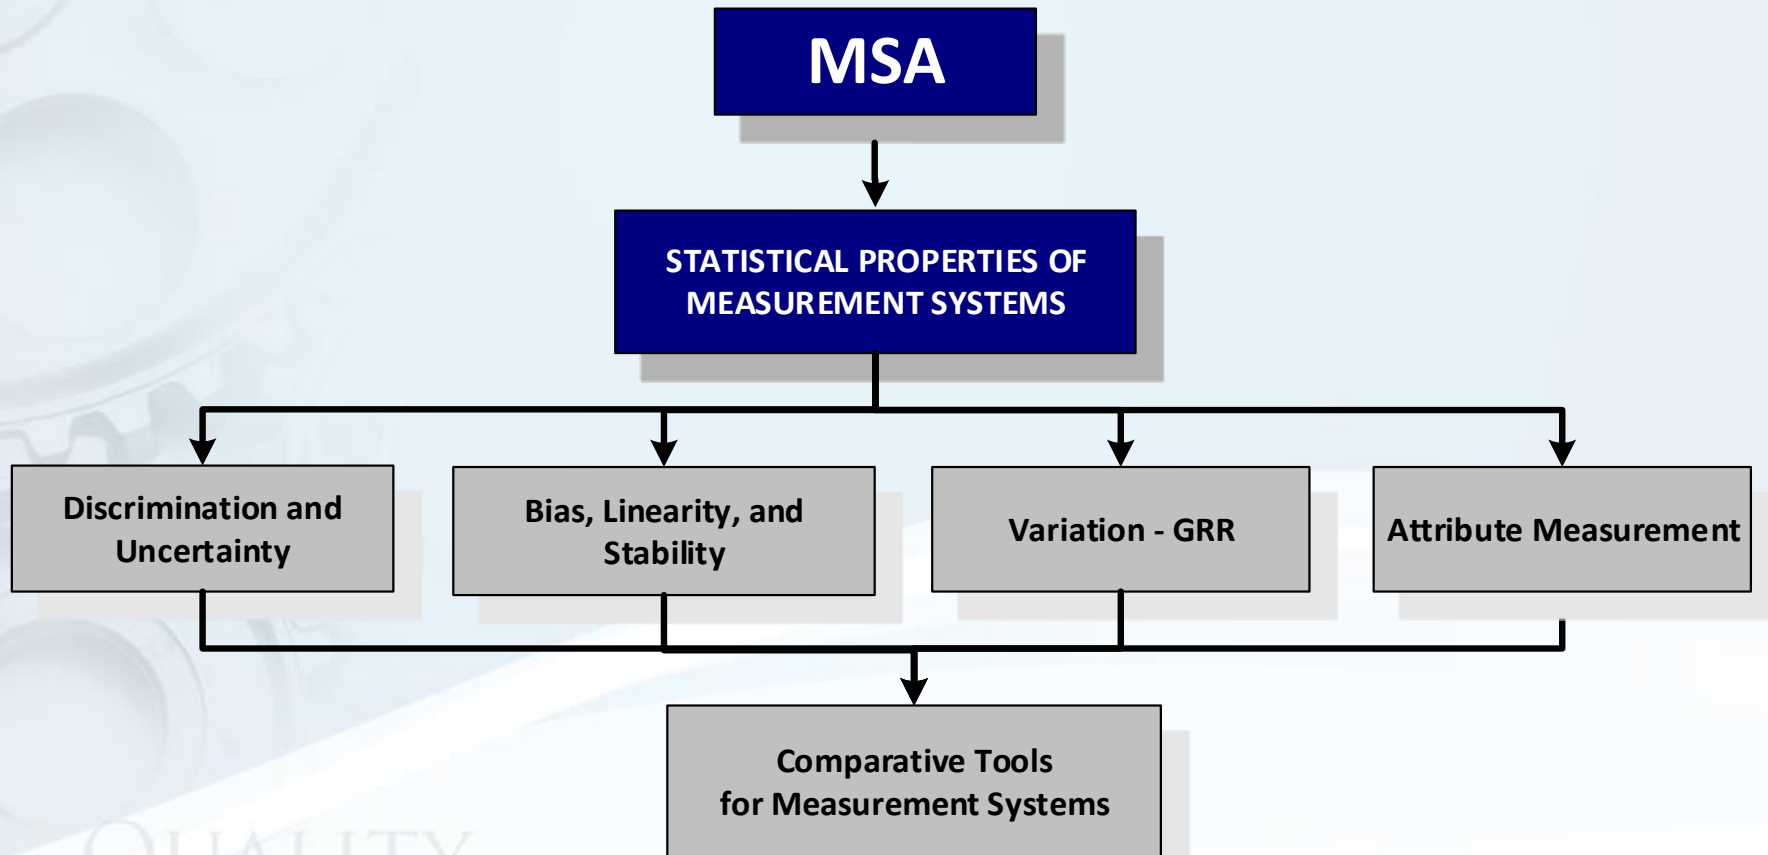 MSA
STATISTICAL PROPERTIES OF
MEASUREMENT SYSTEMS
Discrimination and
Uncertainty
Bias, Linearity, and
Stability
Variation - GRR
Attribute Measurement
Comparative Tools
for Measurement Systems
QUALITY